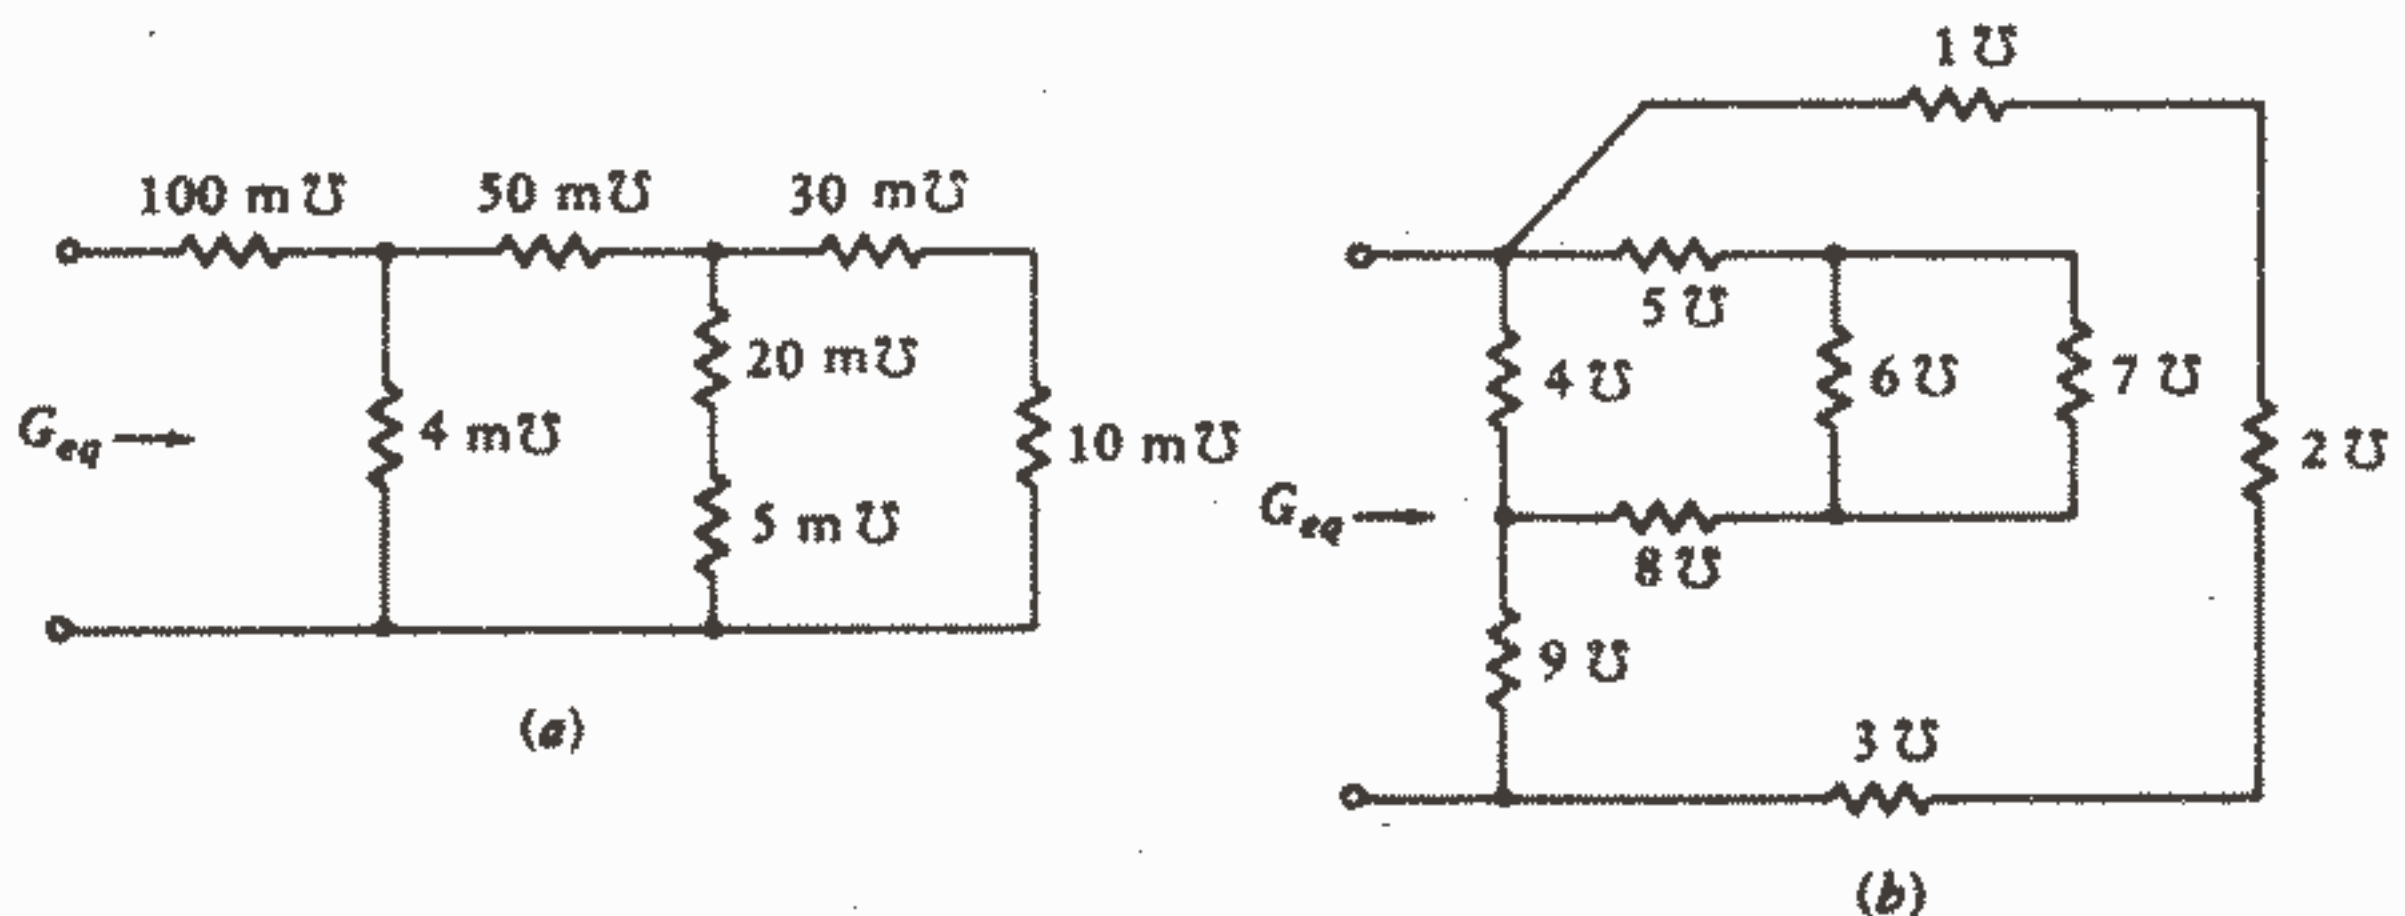 100 m℧
50 m℧
30 m℧
20 m℧
4 m℧
G_eq
10 m℧
5 m℧
(a)
1 ℧
5 ℧
4 ℧
6 ℧
7 ℧
2 ℧
G_eq
8 ℧
9 ℧
3 ℧
(b)